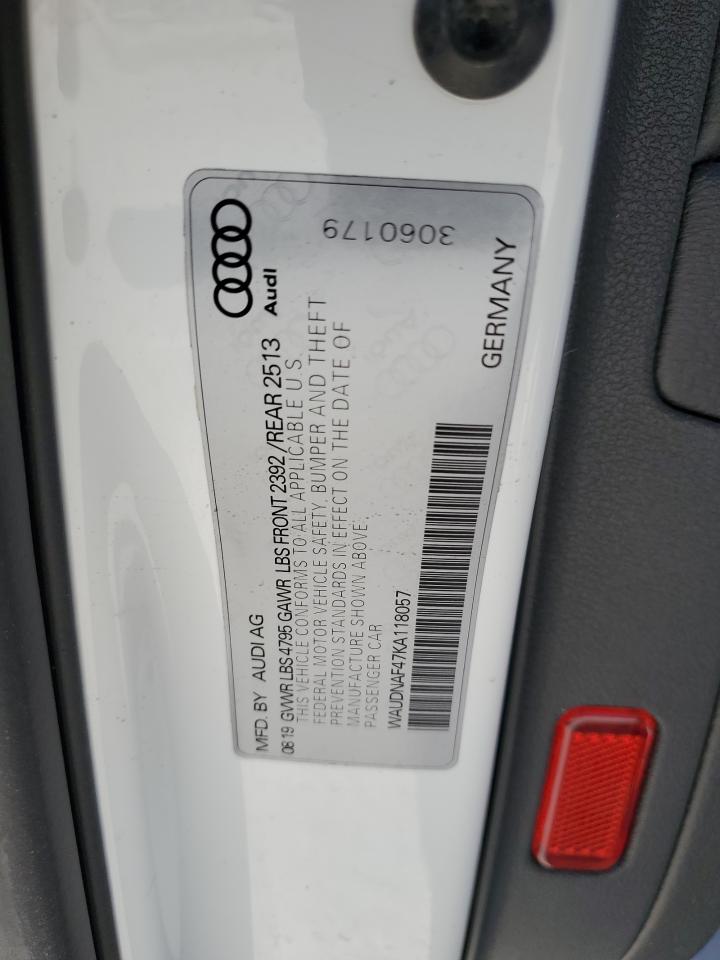 MFD. BY AUDI AG
0619 GVWR LBS 4795 GAWR LBS FRONT 2392 / REAR 2513
THIS VEHICLE CONFORMS TO ALL APPLICABLE U.S.
FEDERAL MOTOR VEHICLE SAFETY, BUMPER AND THEFT
PREVENTION STANDARDS IN EFFECT ON THE DATE OF
MANUFACTURE SHOWN ABOVE.
PASSENGER CAR
WAUDNAF47KA118057
Audi
GERMANY
3060179